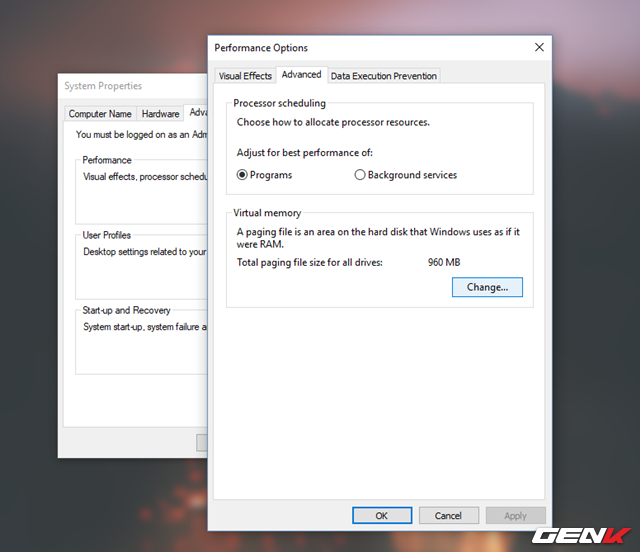 System Properties
Computer Name
Hardware
You must be logged on as an
Performance
Visual effects, processor
User Profiles
Desktop settings related to your
Start-up and Recovery
System start-up, system failure
Performance Options
Visual Effects
Advanced
Data Execution Prevention
Processor scheduling
Choose how to allocate processor resources.
Adjust for best performance of:
Programs
Background services
Virtual memory
A paging file is an area on the hard disk that Windows uses as if it
were RAM.
Total paging file size for all drives: 960 MB
Change...
OK
Cancel
Apply
GENK